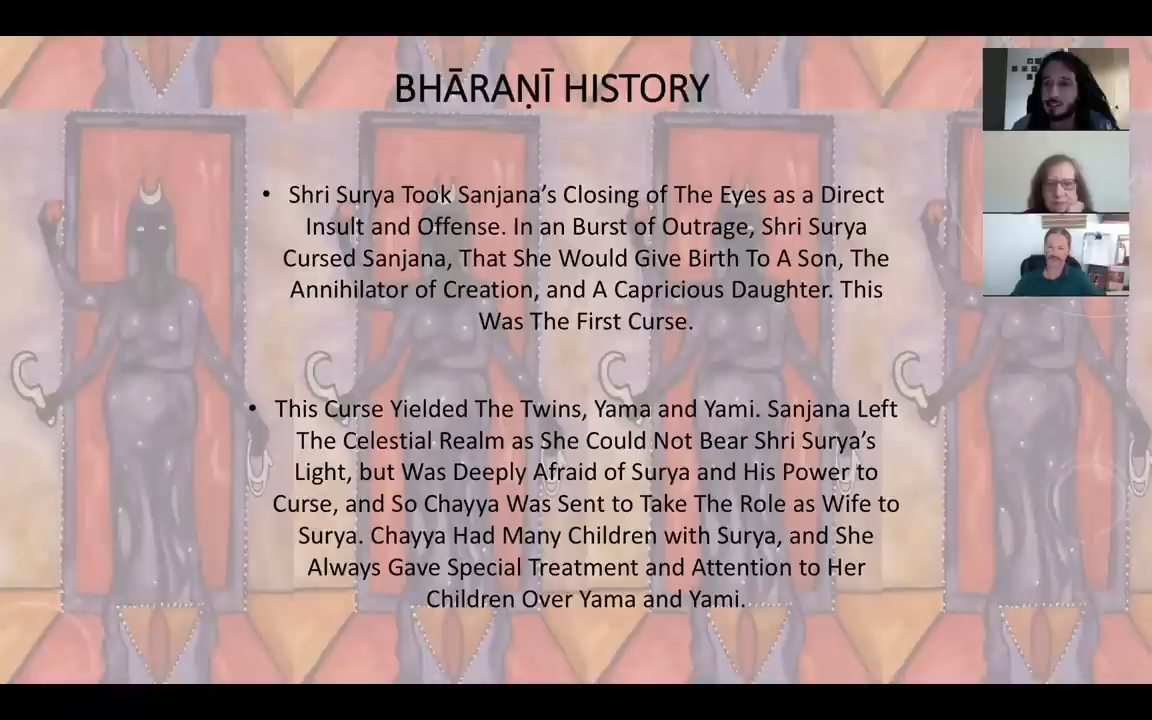 BHĀRAṆĪ HISTORY
• Shri Surya Took Sanjana’s Closing of The Eyes as a Direct
Insult and Offense. In an Burst of Outrage, Shri Surya
Cursed Sanjana, That She Would Give Birth To A Son, The
Annihilator of Creation, and A Capricious Daughter. This
Was The First Curse.
• This Curse Yielded The Twins, Yama and Yami. Sanjana Left
The Celestial Realm as She Could Not Bear Shri Surya’s
Light, but Was Deeply Afraid of Surya and His Power to
Curse, and So Chayya Was Sent to Take The Role as Wife to
Surya. Chayya Had Many Children with Surya, and She
Always Gave Special Treatment and Attention to Her
Children Over Yama and Yami.